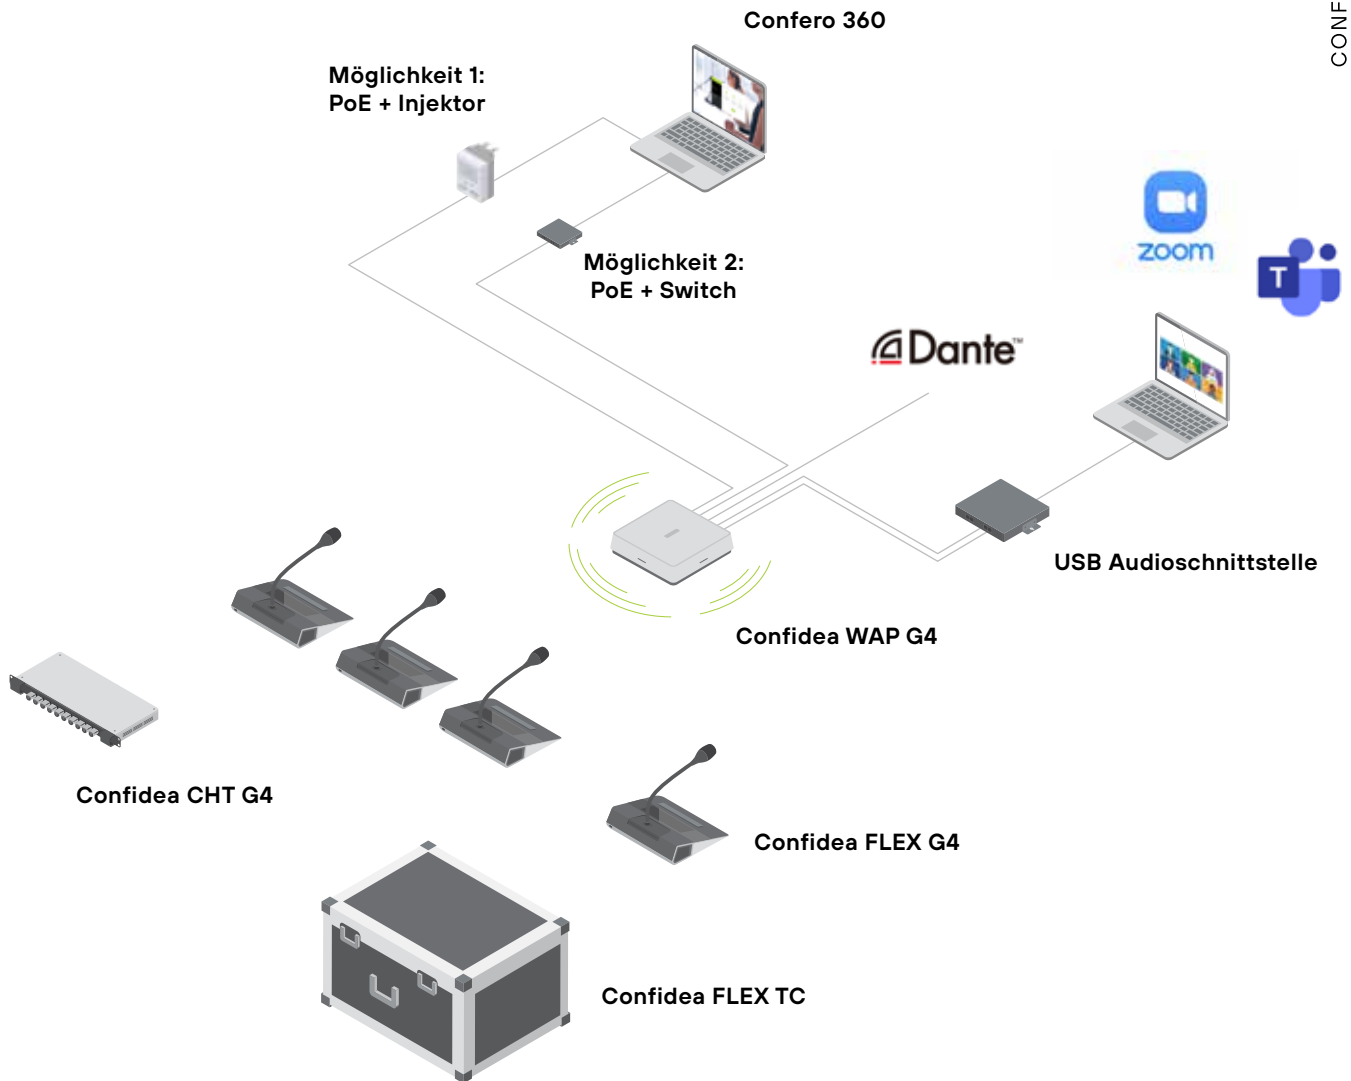 Confero 360
CONF
Möglichkeit 1:
PoE + Injektor
zoom
Möglichkeit 2:
PoE + Switch
T
Dante™
USB Audioschnittstelle
Confidea WAP G4
Confidea CHT G4
Confidea FLEX G4
Confidea FLEX TC